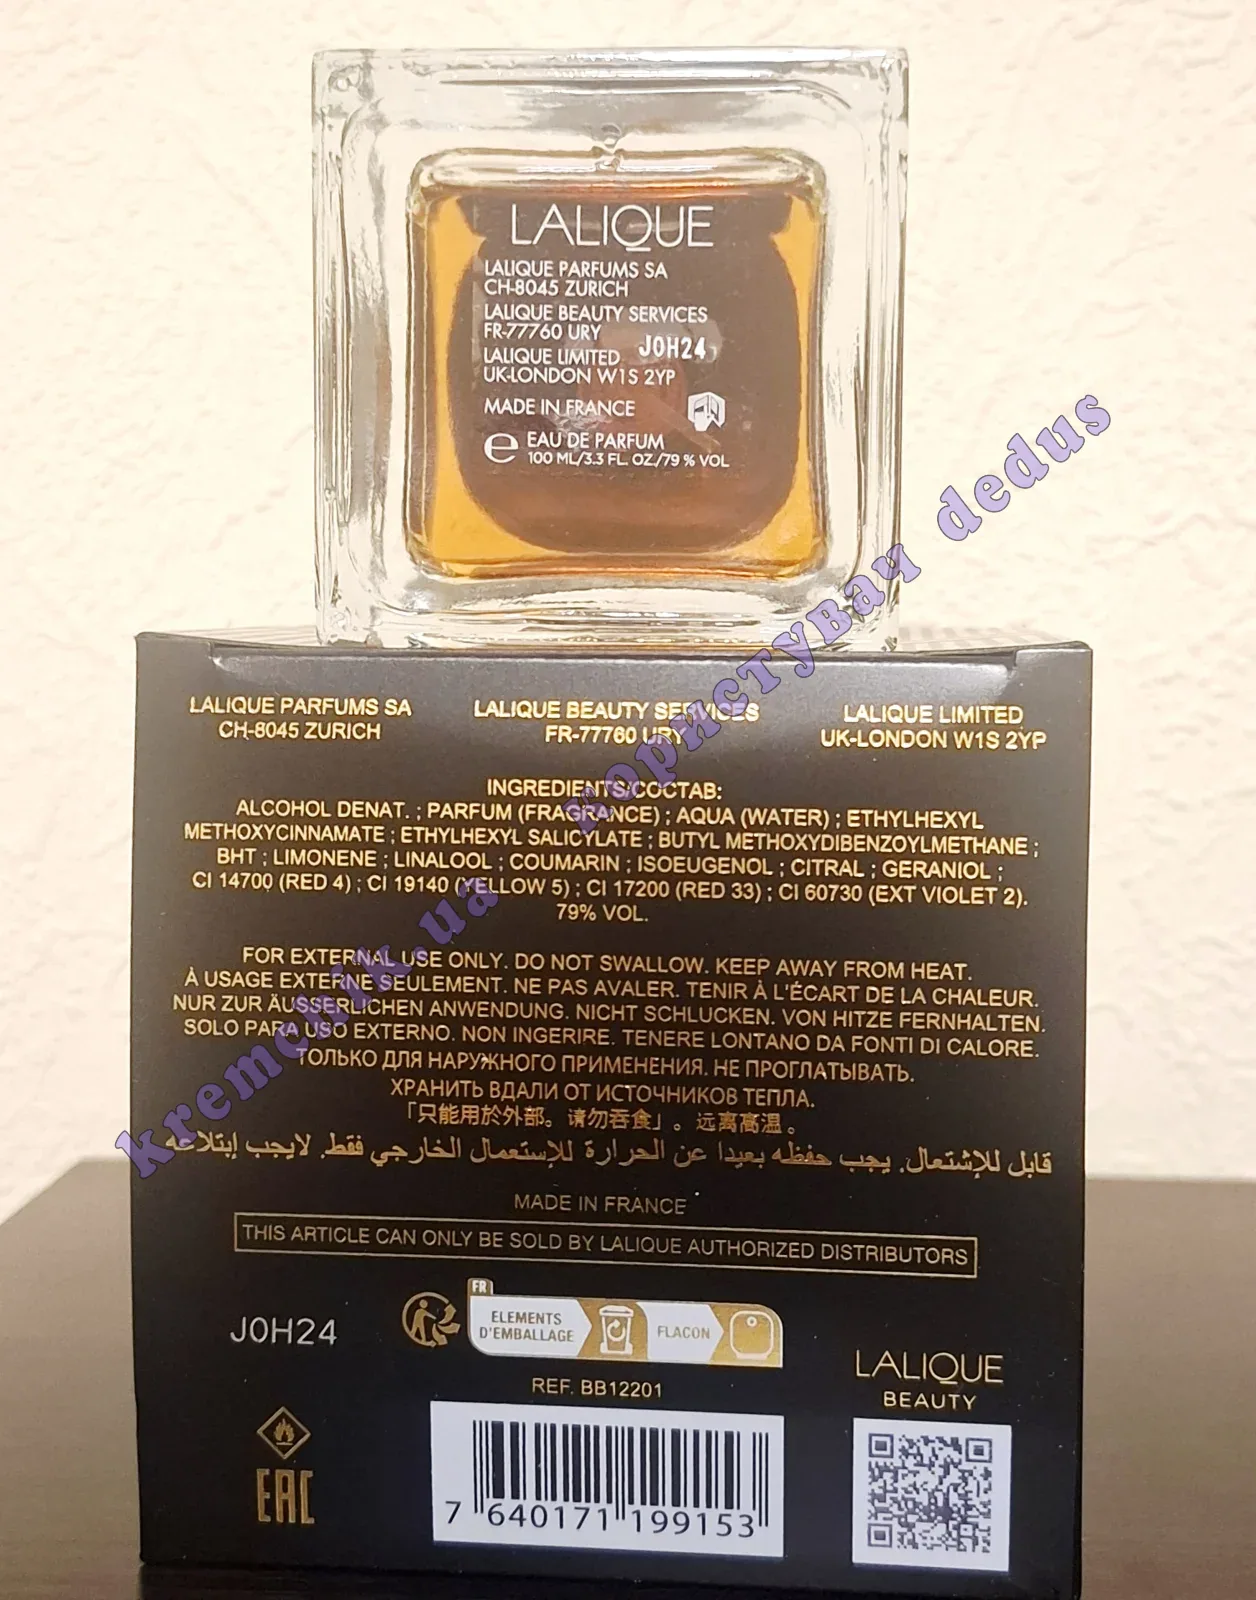 LALIQUE
LALIQUE PARFUMS SA
CH-8045 ZURICH
LALIQUE BEAUTY SERVICES
FR-77760 URY
LALIQUE LIMITED
J0H24
UK-LONDON W1S 2YP
MADE IN FRANCE
e EAU DE PARFUM
100 ML/3.3 FL. OZ./79 % VOL
kremchik.ua користувач dedus
LALIQUE PARFUMS SA
CH-8045 ZURICH
LALIQUE BEAUTY SERVICES
FR-77760 URY
LALIQUE LIMITED
UK-LONDON W1S 2YP
INGREDIENTS/СОСТАВ:
ALCOHOL DENAT. ; PARFUM (FRAGRANCE) ; AQUA (WATER) ; ETHYLHEXYL
METHOXYCINNAMATE ; ETHYLHEXYL SALICYLATE ; BUTYL METHOXYDIBENZOYLMETHANE ;
BHT ; LIMONENE ; LINALOOL ; COUMARIN ; ISOEUGENOL ; CITRAL ; GERANIOL ;
CI 14700 (RED 4) ; CI 19140 (YELLOW 5) ; CI 17200 (RED 33) ; CI 60730 (EXT VIOLET 2).
79% VOL.
FOR EXTERNAL USE ONLY. DO NOT SWALLOW. KEEP AWAY FROM HEAT.
À USAGE EXTERNE SEULEMENT. NE PAS AVALER. TENIR À L'ÉCART DE LA CHALEUR.
NUR ZUR ÄUSSERLICHEN ANWENDUNG. NICHT SCHLUCKEN. VON HITZE FERNHALTEN.
SOLO PARA USO EXTERNO. NON INGERIRE. TENERE LONTANO DA FONTI DI CALORE.
ТОЛЬКО ДЛЯ НАРУЖНОГО ПРИМЕНЕНИЯ. НЕ ПРОГЛАТЫВАТЬ.
ХРАНИТЬ ВДАЛИ ОТ ИСТОЧНИКОВ ТЕПЛА.
「只能用於外部。请勿吞食」。远离高温。
قابل للإشتعال. يجب حفظه بعيدا عن الحرارة للإستعمال الخارجي فقط. لايجب إبتلاعه
MADE IN FRANCE
THIS ARTICLE CAN ONLY BE SOLD BY LALIQUE AUTHORIZED DISTRIBUTORS
J0H24
FR
ELEMENTS
D'EMBALLAGE
FLACON
REF. BB12201
LALIQUE
BEAUTY
EAC
7 640171 199153